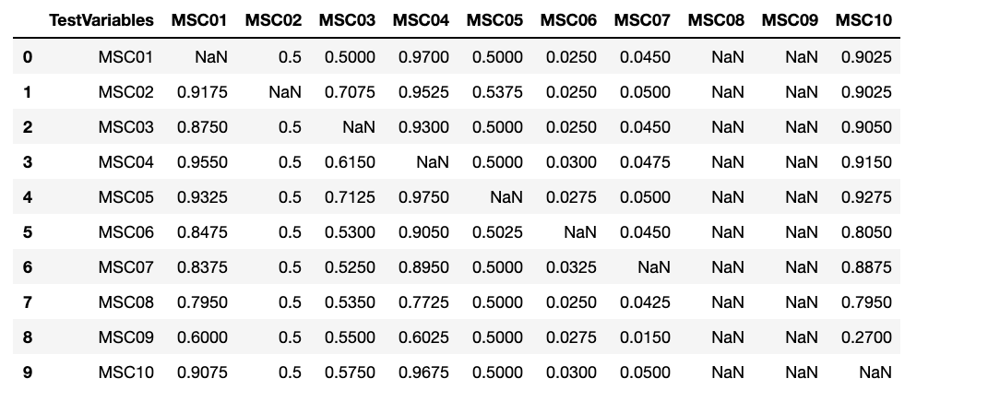 TestVariables MSC01 MSC02 MSC03 MSC04 MSC05 MSC06 MSC07 MSC08 MSC09 MSC10
0 MSC01 NaN 0.5 0.5000 0.9700 0.5000 0.0250 0.0450 NaN NaN 0.9025
1 MSC02 0.9175 NaN 0.7075 0.9525 0.5375 0.0250 0.0500 NaN NaN 0.9025
2 MSC03 0.8750 0.5 NaN 0.9300 0.5000 0.0250 0.0450 NaN NaN 0.9050
3 MSC04 0.9550 0.5 0.6150 NaN 0.5000 0.0300 0.0475 NaN NaN 0.9150
4 MSC05 0.9325 0.5 0.7125 0.9750 NaN 0.0275 0.0500 NaN NaN 0.9275
5 MSC06 0.8475 0.5 0.5300 0.9050 0.5025 NaN 0.0450 NaN NaN 0.8050
6 MSC07 0.8375 0.5 0.5250 0.8950 0.5000 0.0325 NaN NaN NaN 0.8875
7 MSC08 0.7950 0.5 0.5350 0.7725 0.5000 0.0250 0.0425 NaN NaN 0.7950
8 MSC09 0.6000 0.5 0.5500 0.6025 0.5000 0.0275 0.0150 NaN NaN 0.2700
9 MSC10 0.9075 0.5 0.5750 0.9675 0.5000 0.0300 0.0500 NaN NaN NaN